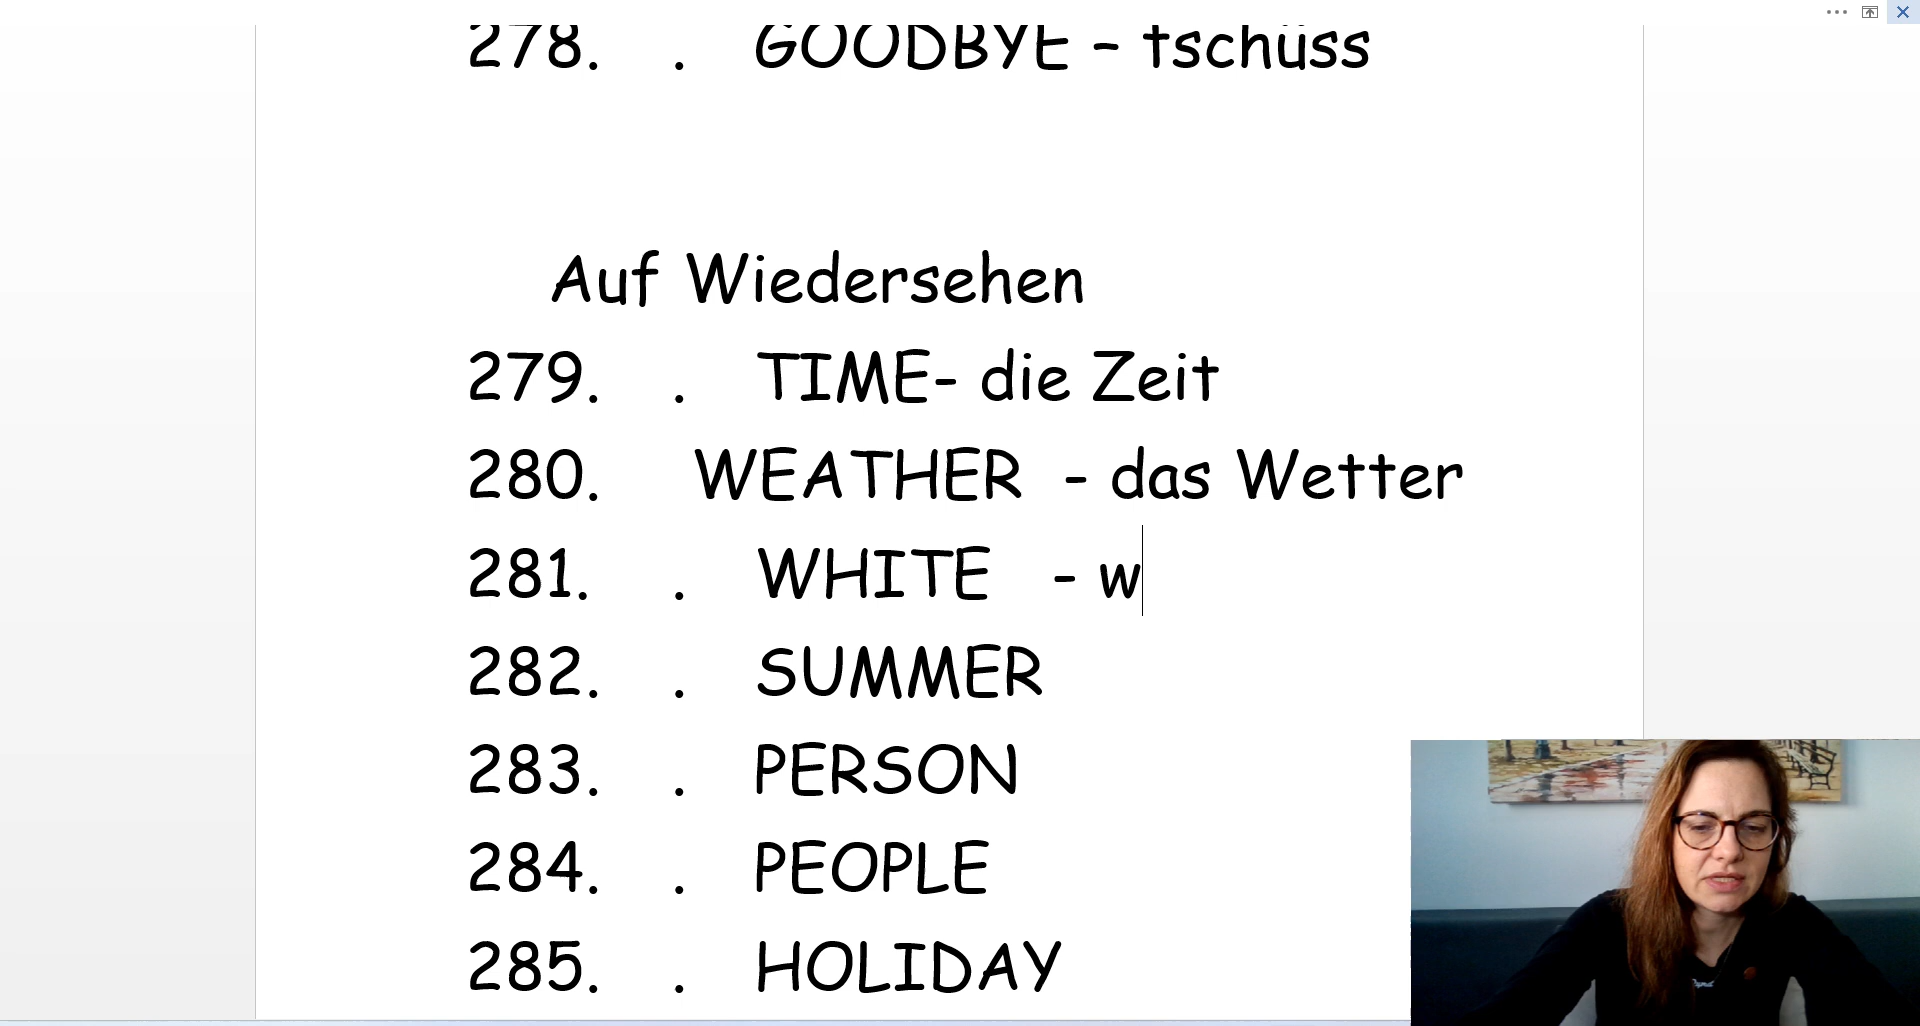 278. . GOODBYE – tschüss
Auf Wiedersehen
279. . TIME- die Zeit
280. WEATHER - das Wetter
281. . WHITE - w
282. . SUMMER
283. . PERSON
284. . PEOPLE
285. . HOLIDAY